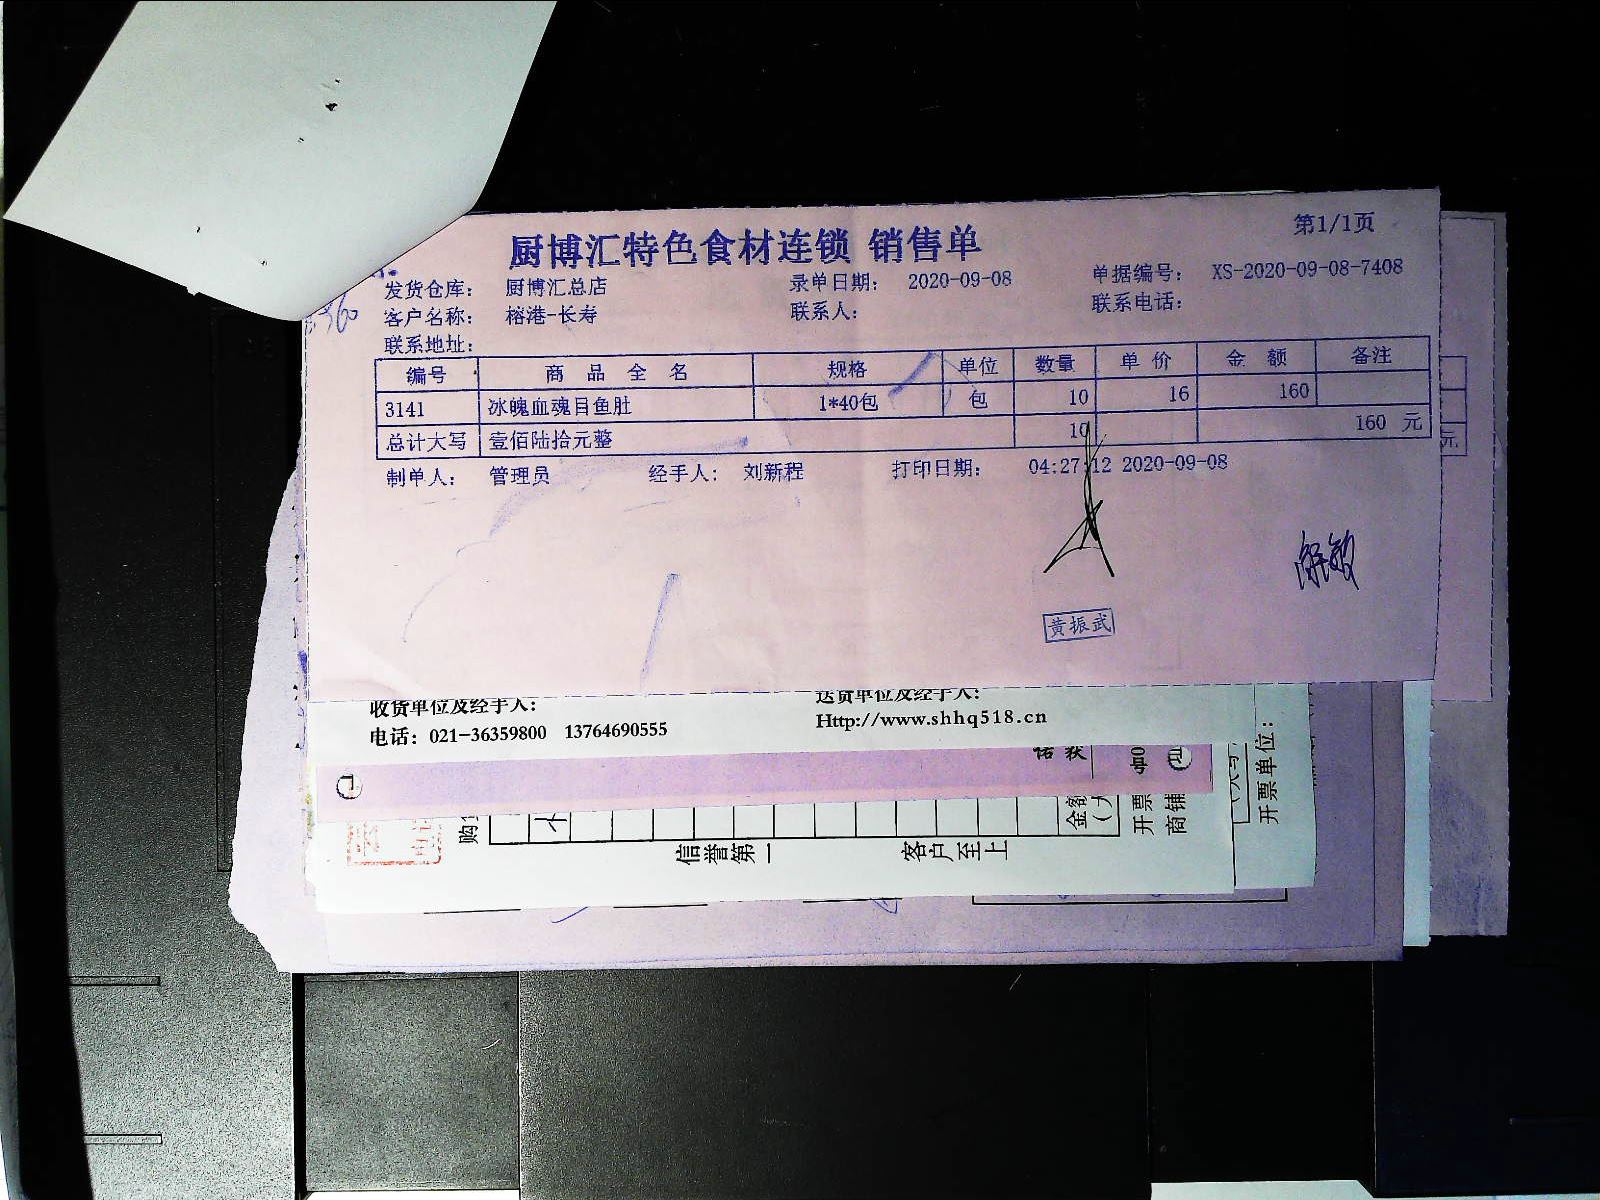 第1/1页
厨博汇特色食材连锁 销售单
发货仓库: 厨博汇总店 录单日期: 2020-09-08 单据编号: XS-2020-09-08-7408
客户名称: 榕港-长寿 联系人: 联系电话:
联系地址:
编号 商品全名 规格 单位 数量 单价 金额 备注
3141 冰魄血魂目鱼肚 1*40包 包 10 16 160
总计大写 壹佰陆拾元整 10 160 元
制单人: 管理员 经手人: 刘新程 打印日期: 04:27:12 2020-09-08
黄振武
收货单位及经手人: 送货单位及经手人:
电话: 021-36359800 13764690555 Http://www.shhq518.cn
信誉第一 客户至上
金额
开票
商铺
开票单位:
元